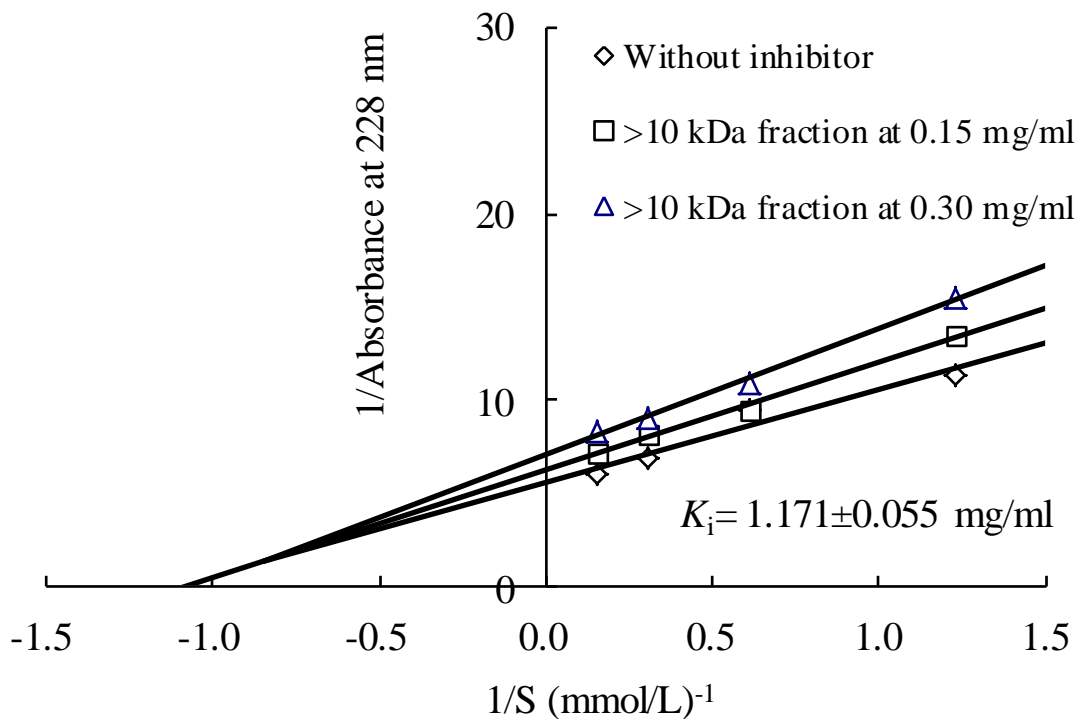 30
1/Absorbance at 228 nm
Without inhibitor
>10 kDa fraction at 0.15 mg/ml
20
>10 kDa fraction at 0.30 mg/ml
10
Ki= 1.171±0.055 mg/ml
0
-1.5 -1.0 -0.5 0.0 0.5 1.0 1.5
1/S (mmol/L)-1